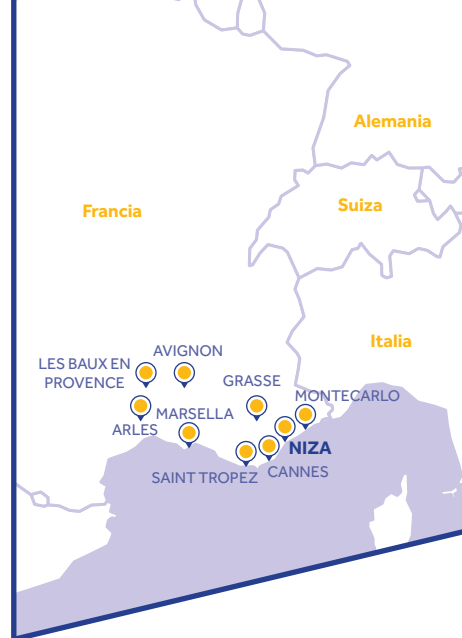 Alemania
Suiza
Francia
Italia
AVIGNON
LES BAUX EN
PROVENCE
GRASSE
MONTECARLO
MARSELLA
ARLES
NIZA
CANNES
SAINT TROPEZ